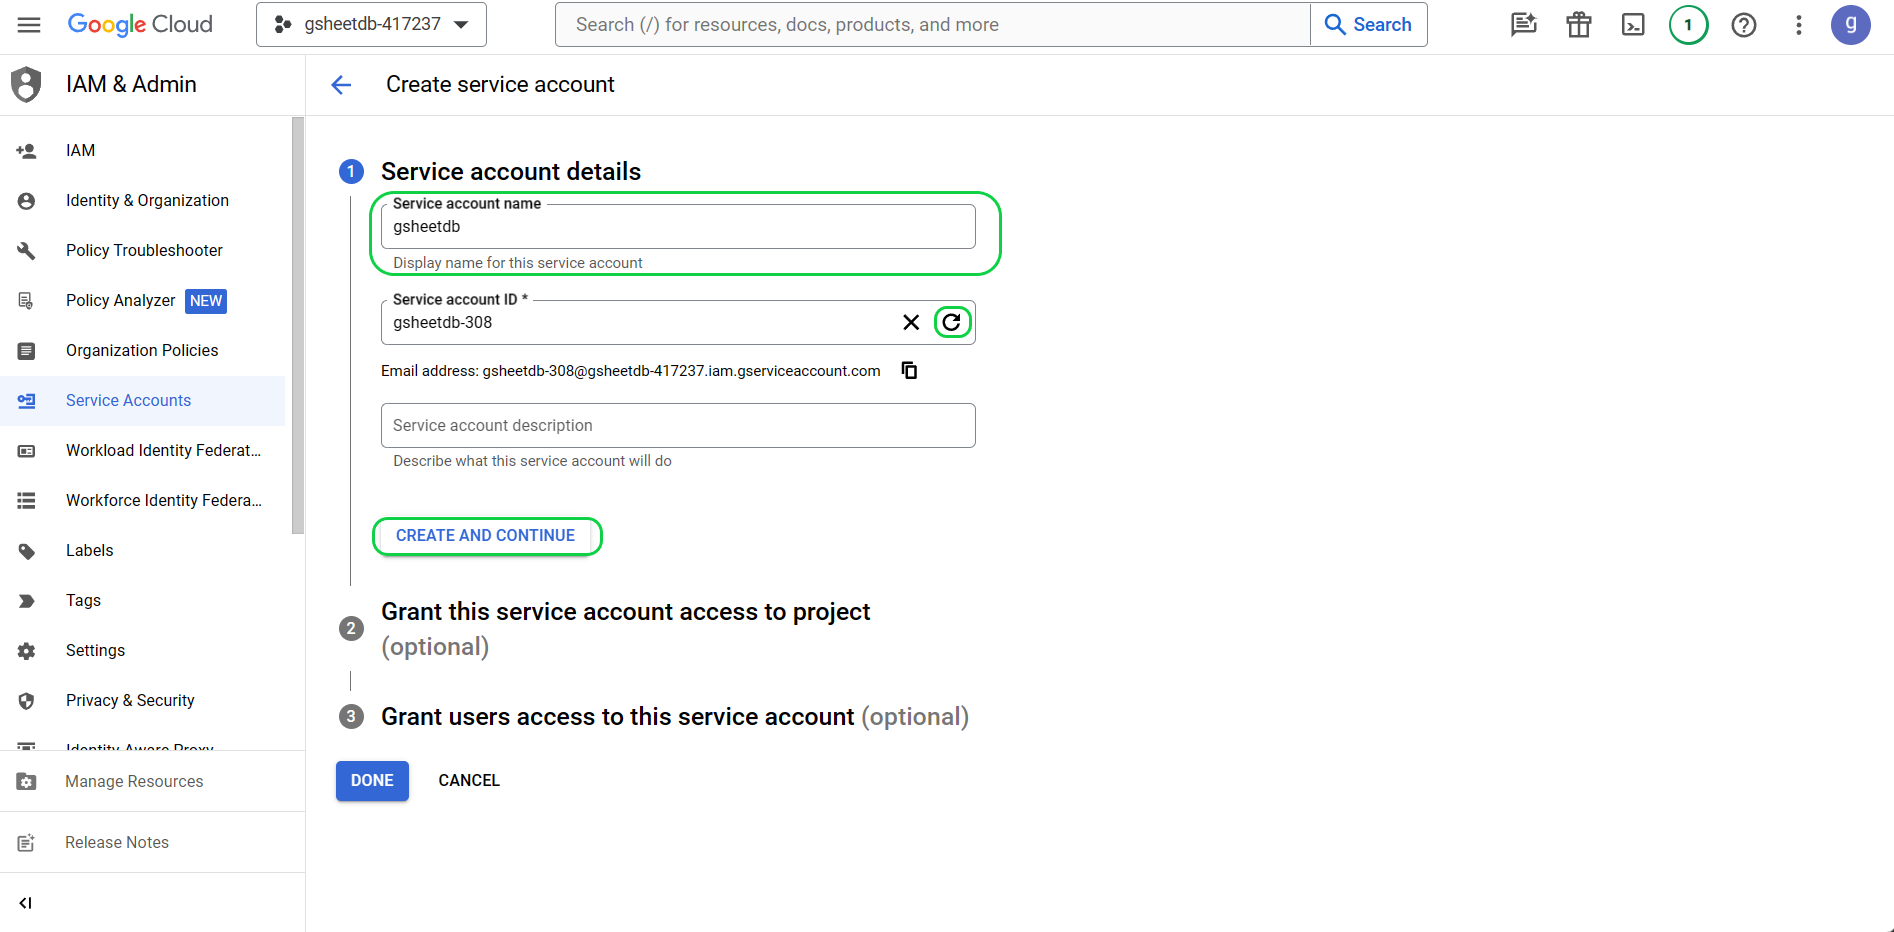 Google Cloud
gsheetdb-417237
Search (/) for resources, docs, products, and more
Search
1
g
IAM & Admin
Create service account
IAM
Identity & Organization
Policy Troubleshooter
Policy Analyzer NEW
Organization Policies
Service Accounts
Workload Identity Federat...
Workforce Identity Federa...
Labels
Tags
Settings
Privacy & Security
Identity-Aware Proxy
Manage Resources
Release Notes
1 Service account details
Service account name
gsheetdb
Display name for this service account
Service account ID *
gsheetdb-308
Email address: gsheetdb-308@gsheetdb-417237.iam.gserviceaccount.com
Service account description
Describe what this service account will do
CREATE AND CONTINUE
2 Grant this service account access to project
(optional)
3 Grant users access to this service account (optional)
DONE
CANCEL